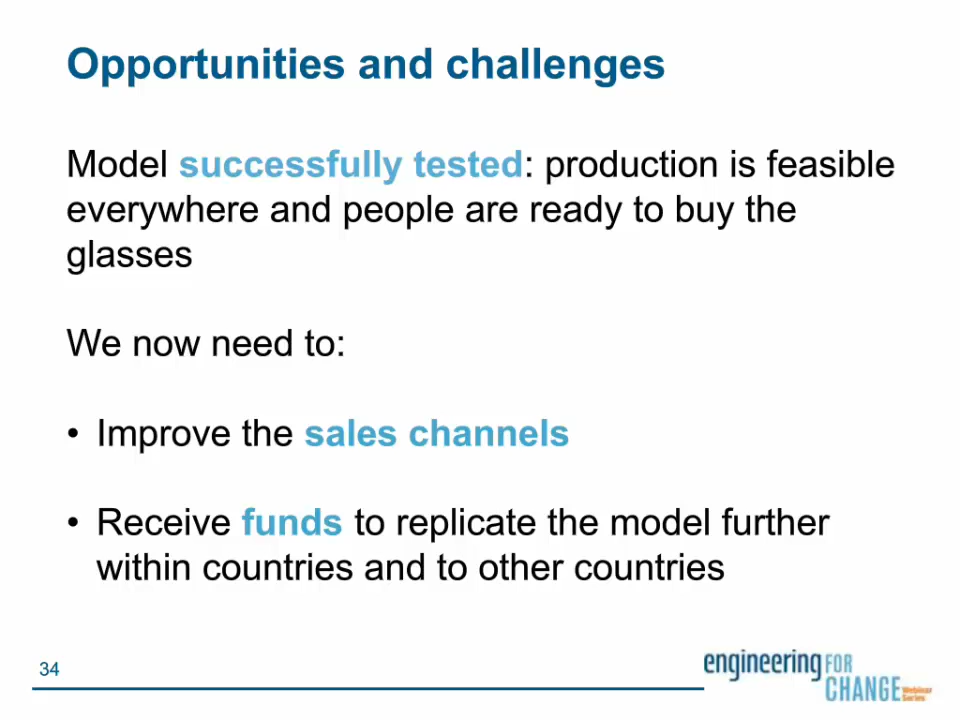 Opportunities and challenges
Model successfully tested: production is feasible
everywhere and people are ready to buy the
glasses
We now need to:
• Improve the sales channels
• Receive funds to replicate the model further
within countries and to other countries
34
engineering FOR
CHANGE Webinar
Series